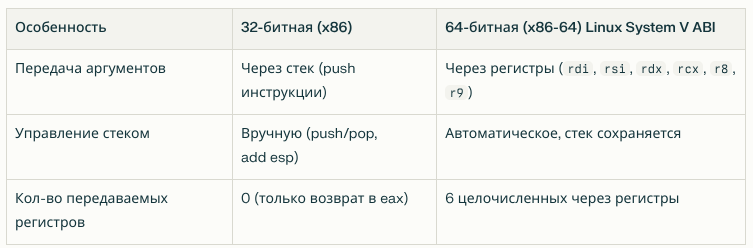 Особенность
32-битная (x86)
64-битная (x86-64) Linux System V ABI
Передача аргументов
Через стек (push
инструкции)
Через регистры ( rdi , rsi , rdx , rcx , r8 ,
r9 )
Управление стеком
Вручную (push/pop,
add esp)
Автоматическое, стек сохраняется
Кол-во передаваемых
регистров
0 (только возврат в eax)
6 целочисленных через регистры